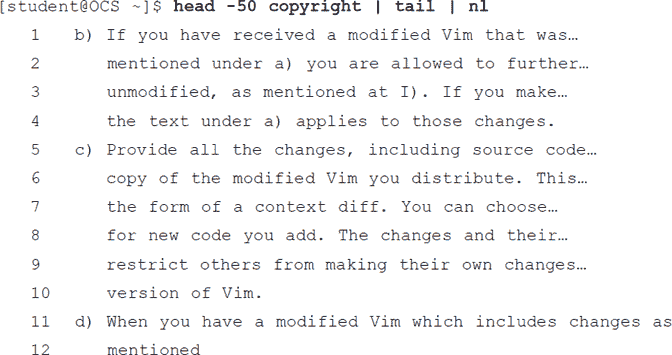 [student@OCS ~]$ head -50 copyright | tail | nl
1 b) If you have received a modified Vim that was…
2 mentioned under a) you are allowed to further…
3 unmodified, as mentioned at I). If you make…
4 the text under a) applies to those changes.
5 c) Provide all the changes, including source code…
6 copy of the modified Vim you distribute. This…
7 the form of a context diff. You can choose…
8 for new code you add. The changes and their…
9 restrict others from making their own changes…
10 version of Vim.
11 d) When you have a modified Vim which includes changes as
12 mentioned